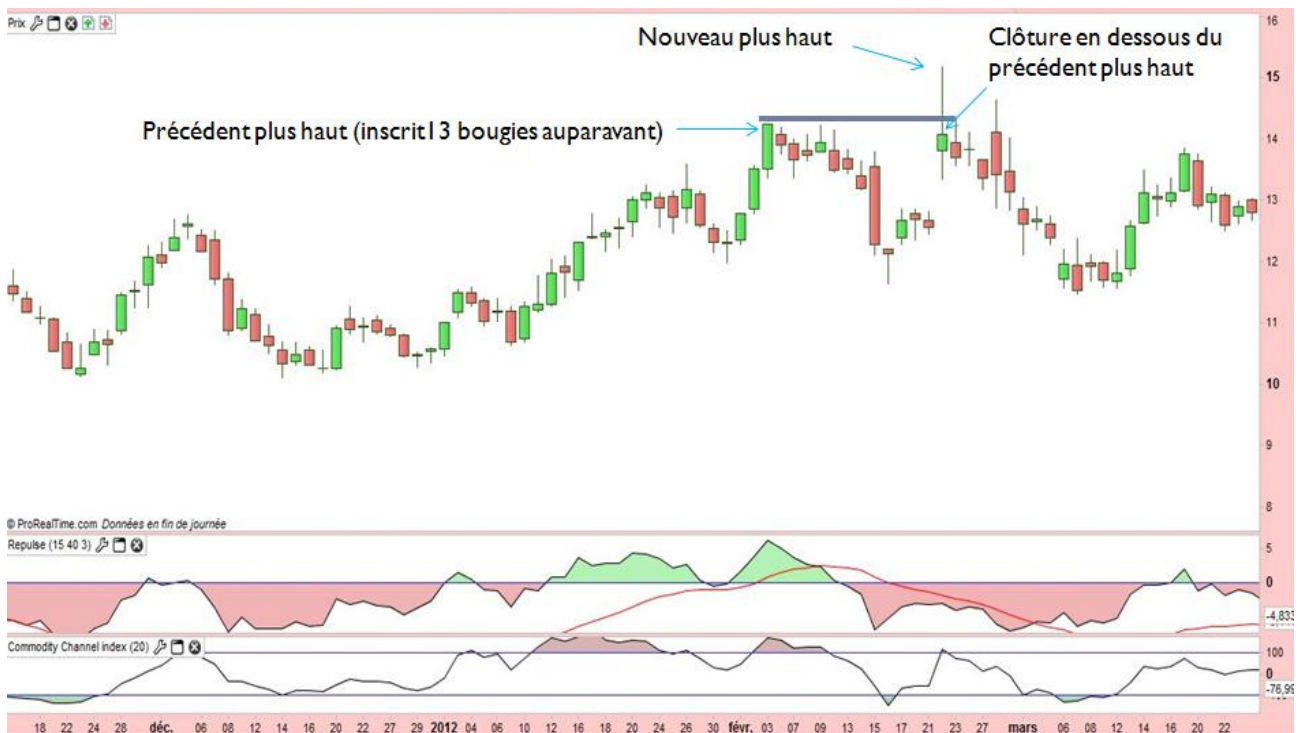 Prix
Nouveau plus haut
Clôture en dessous du
précédent plus haut
Précédent plus haut (inscrit13 bougies auparavant)
16
15
14
13
12
11
10
9
8
© ProRealTime.com Données en fin de journée
Repulse (15 40 3)
5
0
-4,833
Commodity Channel index (20)
100
0
-76,99
18 22 24 28 déc. 06 08 12 14 16 20 22 27 29 2012 04 06 10 12 16 18 20 24 26 30 févr. 03 07 09 13 15 17 21 23 27 mars 06 08 12 14 16 20 22